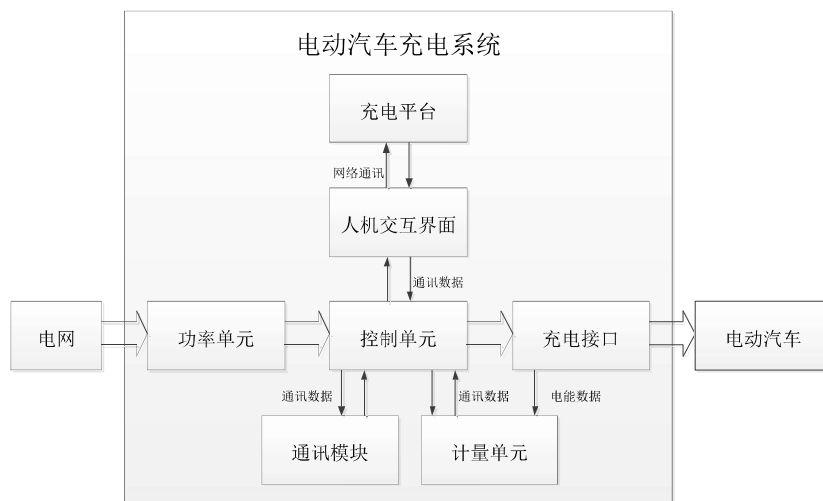 电动汽车充电系统
充电平台
网络通讯
人机交互界面
通讯数据
电网
功率单元
控制单元
充电接口
电动汽车
通讯数据
通讯数据
电能数据
通讯模块
计量单元